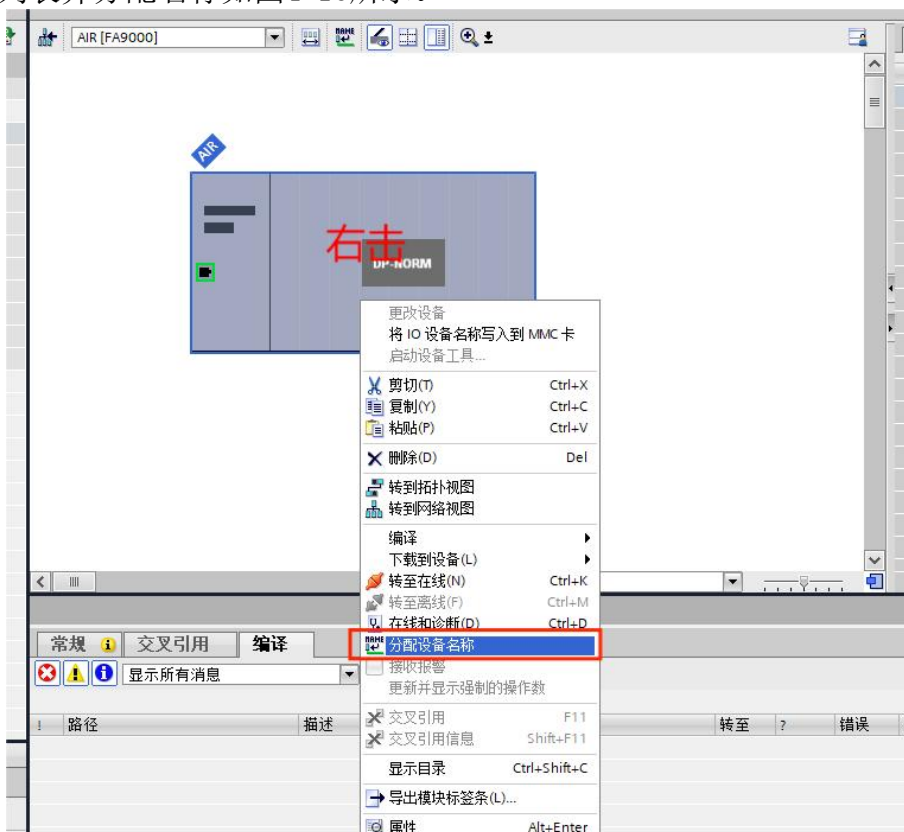 AIR [FA9000]
AIR
右击
DP-NORM
更改设备
将 IO 设备名称写入到 MMC 卡
启动设备工具...
剪切(T) Ctrl+X
复制(Y) Ctrl+C
粘贴(P) Ctrl+V
删除(D) Del
转到拓扑视图
转到网络视图
编译
下载到设备(L)
转至在线(N) Ctrl+K
转至离线(F) Ctrl+M
在线和诊断(D) Ctrl+D
分配设备名称
接收报警
更新并显示强制的操作数
交叉引用 F11
交叉引用信息 Shift+F11
显示目录 Ctrl+Shift+C
导出模块标签条(L)...
属性 Alt+Enter
常规 交叉引用 编译
显示所有消息
! 路径 描述 转至 ? 错误